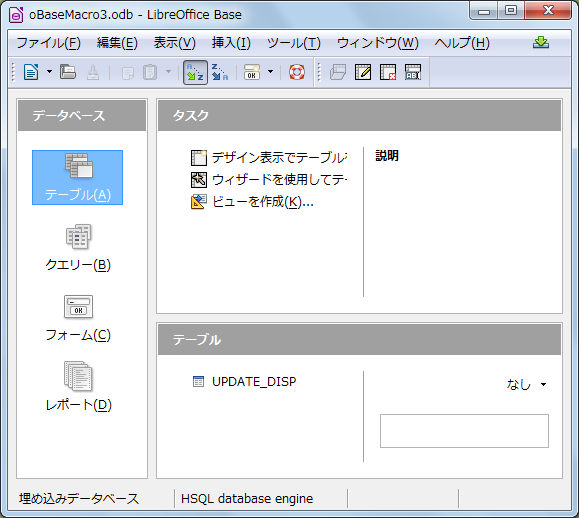 oBaseMacro3.odb - LibreOffice Base
ファイル(F) 編集(E) 表示(V) 挿入(I) ツール(T) ウィンドウ(W) ヘルプ(H)
データベース
テーブル(A)
クエリー(B)
フォーム(C)
レポート(D)
タスク
デザイン表示でテーブルを
ウィザードを使用してテー
ビューを作成(K)...
説明
テーブル
UPDATE_DISP
なし
埋め込みデータベース HSQL database engine